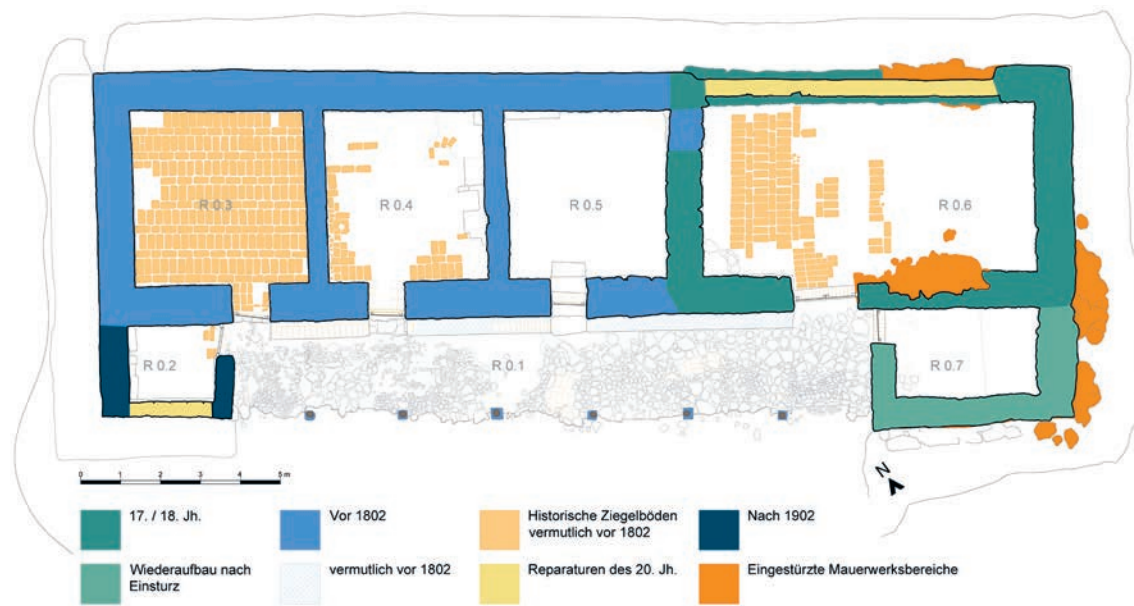 R 0.3
R 0.4
R 0.5
R 0.6
R 0.2
R 0.1
R 0.7
N
0 1 2 3 4 5 m
17. / 18. Jh.
Vor 1802
Historische Ziegelböden
vermutlich vor 1802
Nach 1902
Wiederaufbau nach
Einsturz
vermutlich vor 1802
Reparaturen des 20. Jh.
Eingestürzte Mauerwerksbereiche